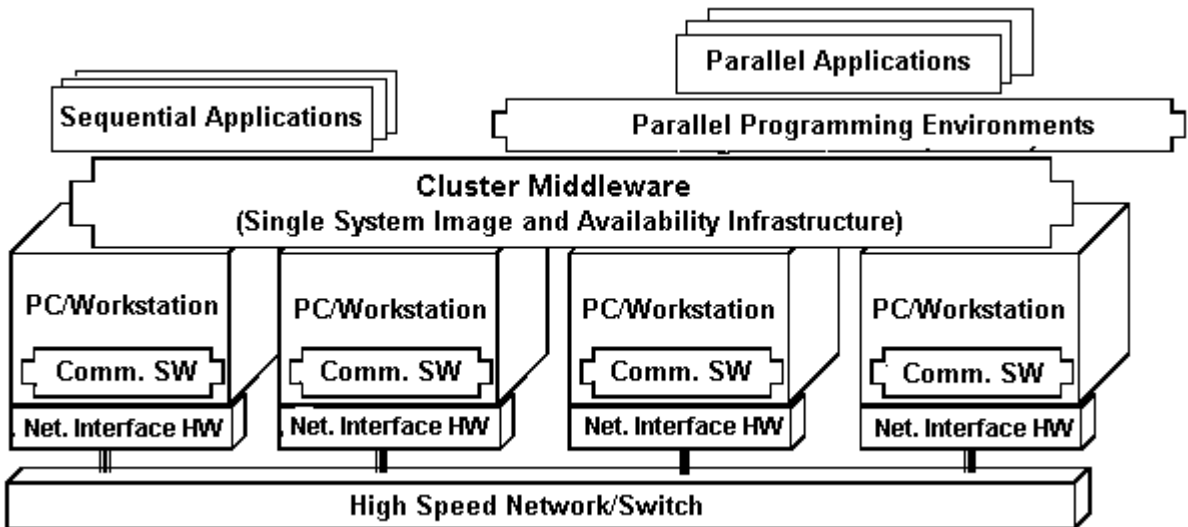 Parallel Applications
Sequential Applications
Parallel Programming Environments
Cluster Middleware
(Single System Image and Availability Infrastructure)
PC/Workstation
PC/Workstation
PC/Workstation
PC/Workstation
Comm. SW
Comm. SW
Comm. SW
Comm. SW
Net. Interface HW
Net. Interface HW
Net. Interface HW
Net. Interface HW
High Speed Network/Switch